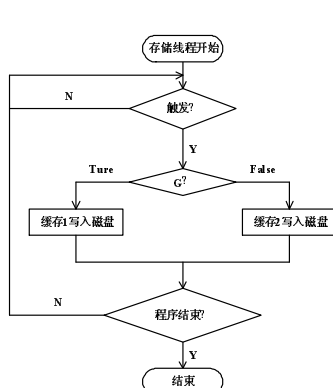 存储线程开始
N
触发?
Y
Ture
G?
False
缓存1写入磁盘
缓存2写入磁盘
N
程序结束?
Y
结束